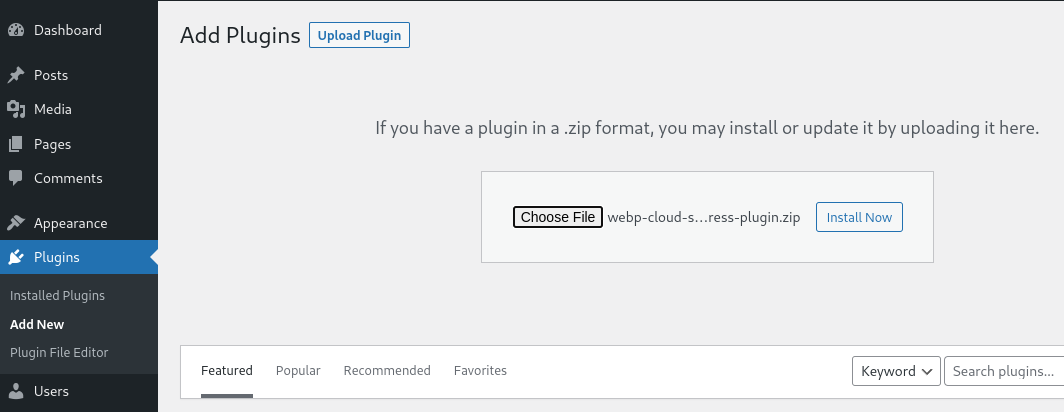 Dashboard
Posts
Media
Pages
Comments
Appearance
Plugins
Installed Plugins
Add New
Plugin File Editor
Users
Add Plugins
Upload Plugin
If you have a plugin in a .zip format, you may install or update it by uploading it here.
Choose File webp-cloud-s...ress-plugin.zip Install Now
Featured Popular Recommended Favorites Keyword Search plugins...